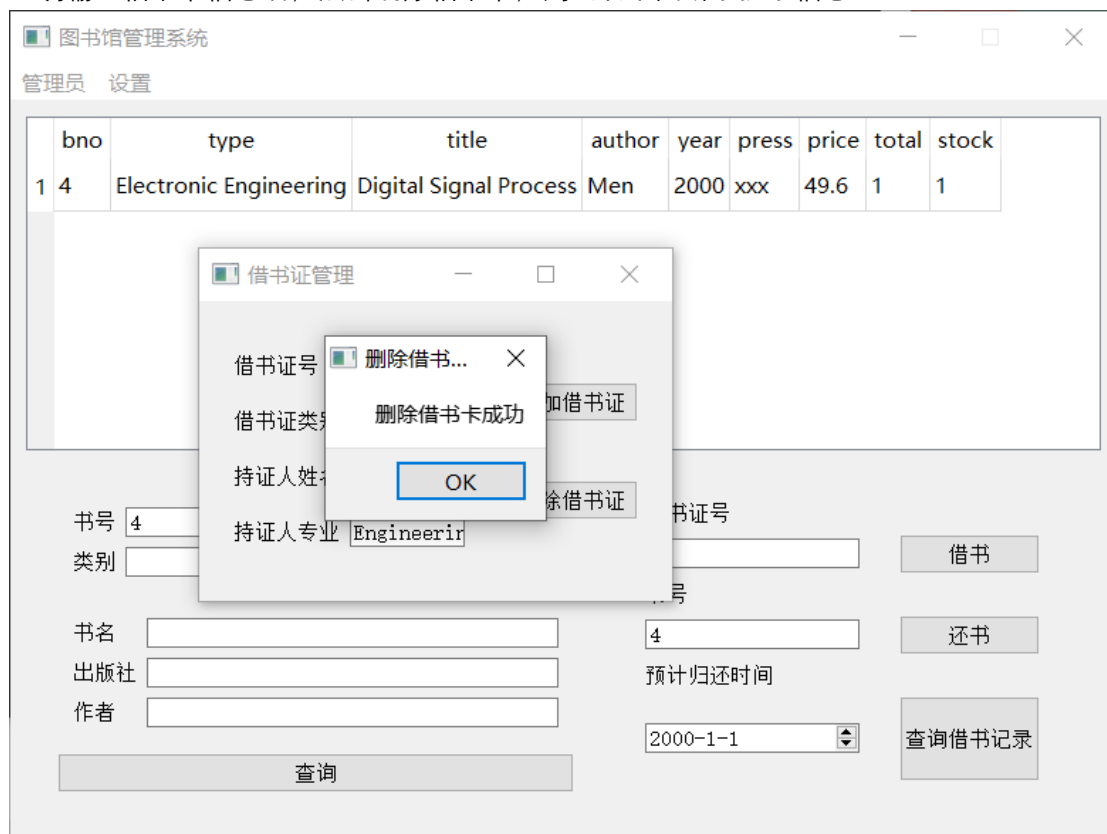 图书馆管理系统
管理员 设置
bno type title author year press price total stock
1 4 Electronic Engineering Digital Signal Process Men 2000 xxx 49.6 1 1
借书证管理
删除借书...
删除借书卡成功
OK
借书证号
借书证类
加借书证
持证人姓
除借书证
持证人专业 Engineerin
书号 4
类别
书名
出版社
作者
查询
书证号
借书
号
4
还书
预计归还时间
2000-1-1
查询借书记录